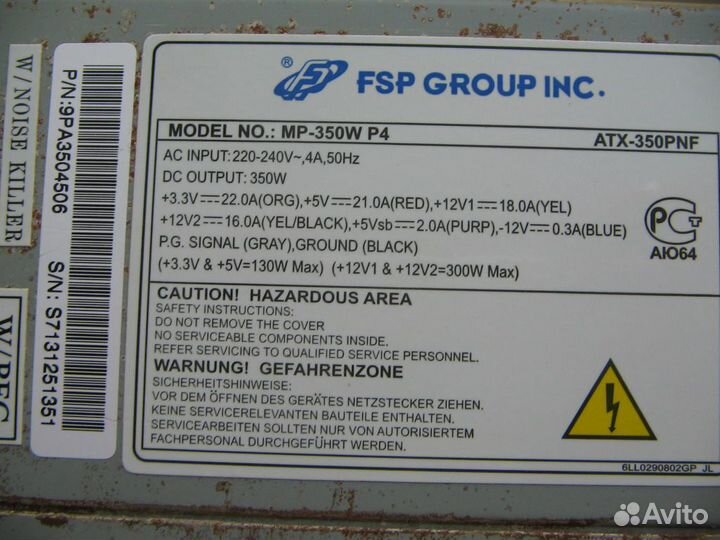 W/NOISE KILLER
W/PFC
P/N:9PA3504506
S/N: S7131251351
® FSP GROUP INC.
MODEL NO.: MP-350W P4 ATX-350PNF
AC INPUT: 220-240V~,4A,50Hz
DC OUTPUT: 350W
+3.3V⎓22.0A(ORG), +5V⎓21.0A(RED), +12V1⎓18.0A(YEL)
+12V2⎓16.0A(YEL/BLACK), +5Vsb⎓2.0A(PURP), -12V⎓0.3A(BLUE)
P.G. SIGNAL (GRAY), GROUND (BLACK)
(+3.3V & +5V=130W Max) (+12V1 & +12V2=300W Max)
РСТ
АЮ64
CAUTION! HAZARDOUS AREA
SAFETY INSTRUCTIONS:
DO NOT REMOVE THE COVER
NO SERVICEABLE COMPONENTS INSIDE.
REFER SERVICING TO QUALIFIED SERVICE PERSONNEL.
WARNUNG! GEFAHRENZONE
SICHERHEITSHINWEISE:
VOR DEM ÖFFNEN DES GERÄTES NETZSTECKER ZIEHEN.
KEINE SERVICERELEVANTEN BAUTEILE ENTHALTEN.
SERVICELEISTUNGEN NUR VON AUTORISIERTEM
FACHPERSONAL DURCHGEFÜHRT WERDEN.
6LL0290802GP JL
Avito